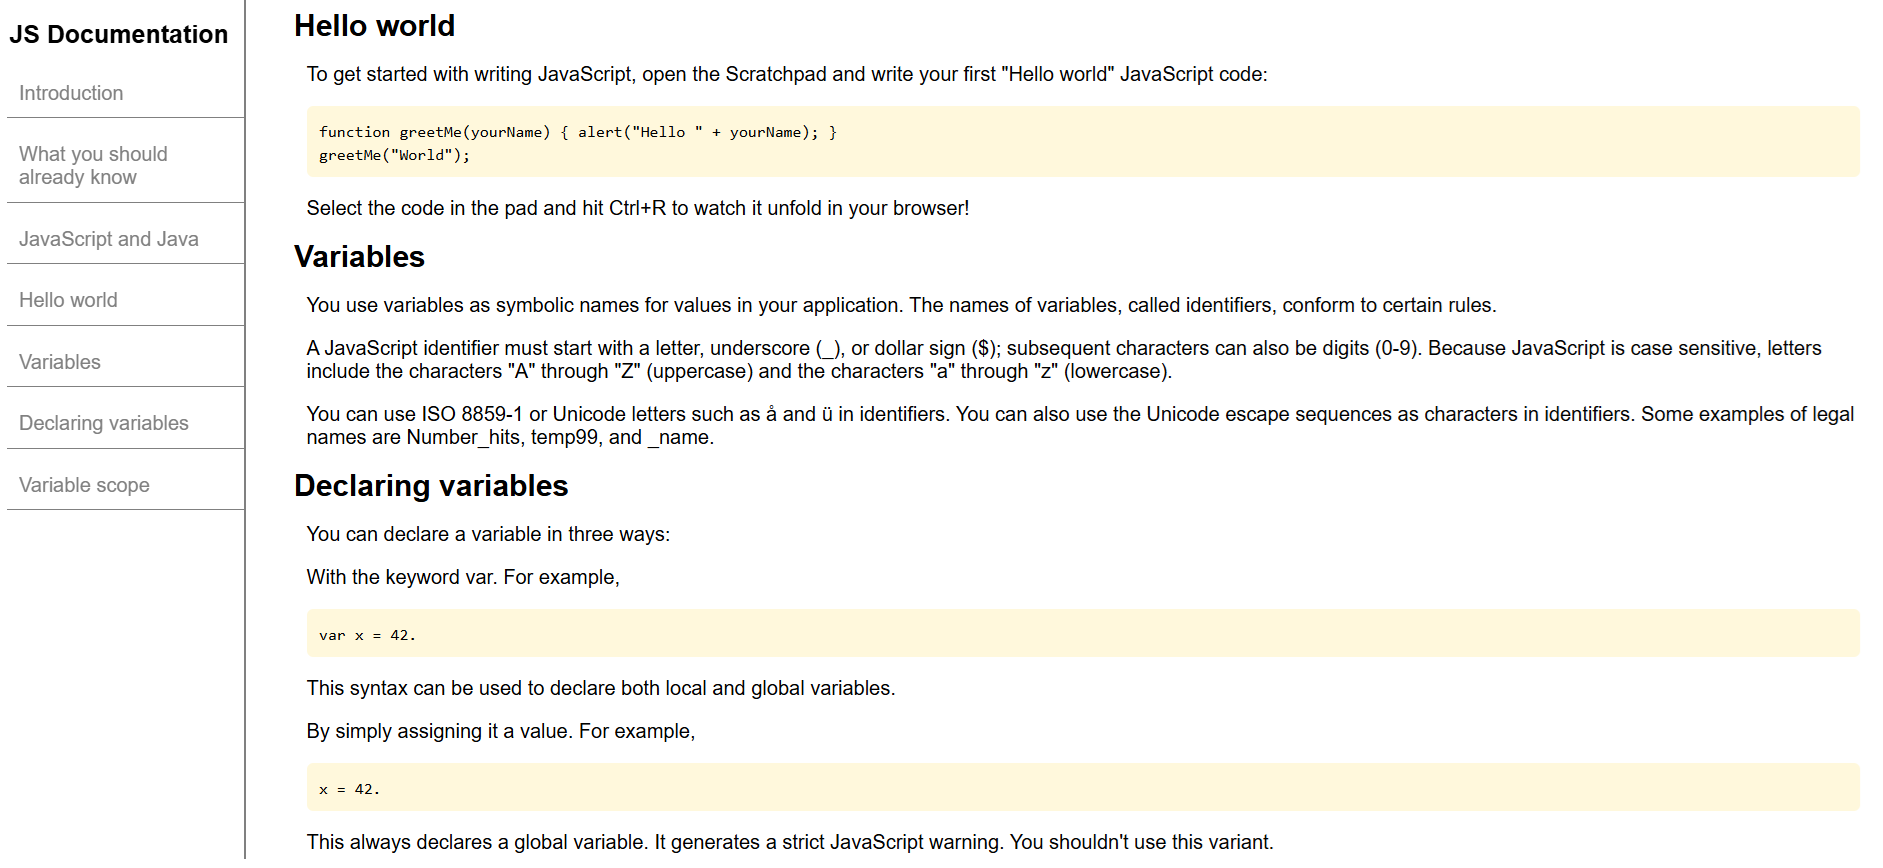 JS Documentation
Introduction
What you should
already know
JavaScript and Java
Hello world
Variables
Declaring variables
Variable scope
Hello world
To get started with writing JavaScript, open the Scratchpad and write your first "Hello world" JavaScript code:
function greetMe(yourName) { alert("Hello " + yourName); }
greetMe("World");
Select the code in the pad and hit Ctrl+R to watch it unfold in your browser!
Variables
You use variables as symbolic names for values in your application. The names of variables, called identifiers, conform to certain rules.
A JavaScript identifier must start with a letter, underscore (_), or dollar sign ($); subsequent characters can also be digits (0-9). Because JavaScript is case sensitive, letters
include the characters "A" through "Z" (uppercase) and the characters "a" through "z" (lowercase).
You can use ISO 8859-1 or Unicode letters such as å and ü in identifiers. You can also use the Unicode escape sequences as characters in identifiers. Some examples of legal
names are Number_hits, temp99, and _name.
Declaring variables
You can declare a variable in three ways:
With the keyword var. For example,
var x = 42.
This syntax can be used to declare both local and global variables.
By simply assigning it a value. For example,
x = 42.
This always declares a global variable. It generates a strict JavaScript warning. You shouldn't use this variant.